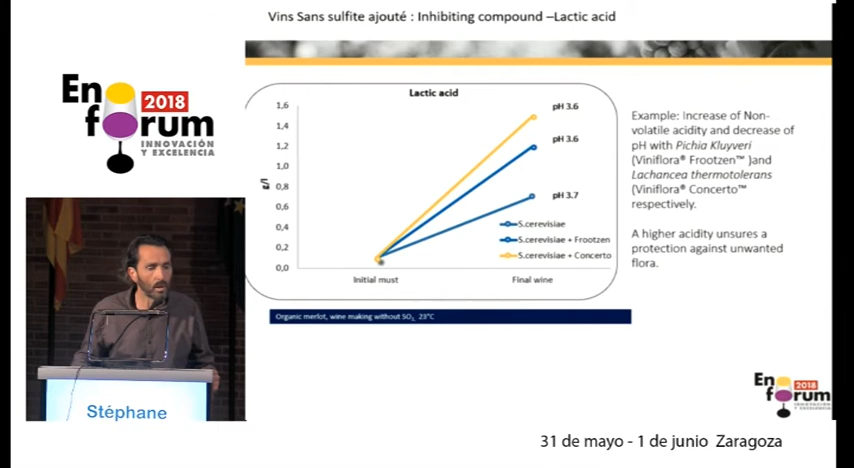 Vins Sans sulfite ajouté : Inhibiting compound –Lactic acid
En
2018
forum
INNOVACIÓN
Y EXCELENCIA
Lactic acid
g/l
1,6
1,4
1,2
1,0
0,8
0,6
0,4
0,2
0,0
pH 3.6
pH 3.6
pH 3.7
S.cerevisiae
S.cerevisiae + Frootzen
S.cerevisiae + Concerto
Initial must
Final wine
Example: Increase of Non-
volatile acidity and decrease of
pH with Pichia Kluyveri
(Viniflora® Frootzen™ )and
Lachancea thermotolerans
(Viniflora® Concerto™
respectively.
A higher acidity unsures a
protection against unwanted
flora.
Organic merlot, wine making without SO₂, 23°C
Stéphane
En
2018
forum
INNOVACIÓN
Y EXCELENCIA
31 de mayo - 1 de junio Zaragoza